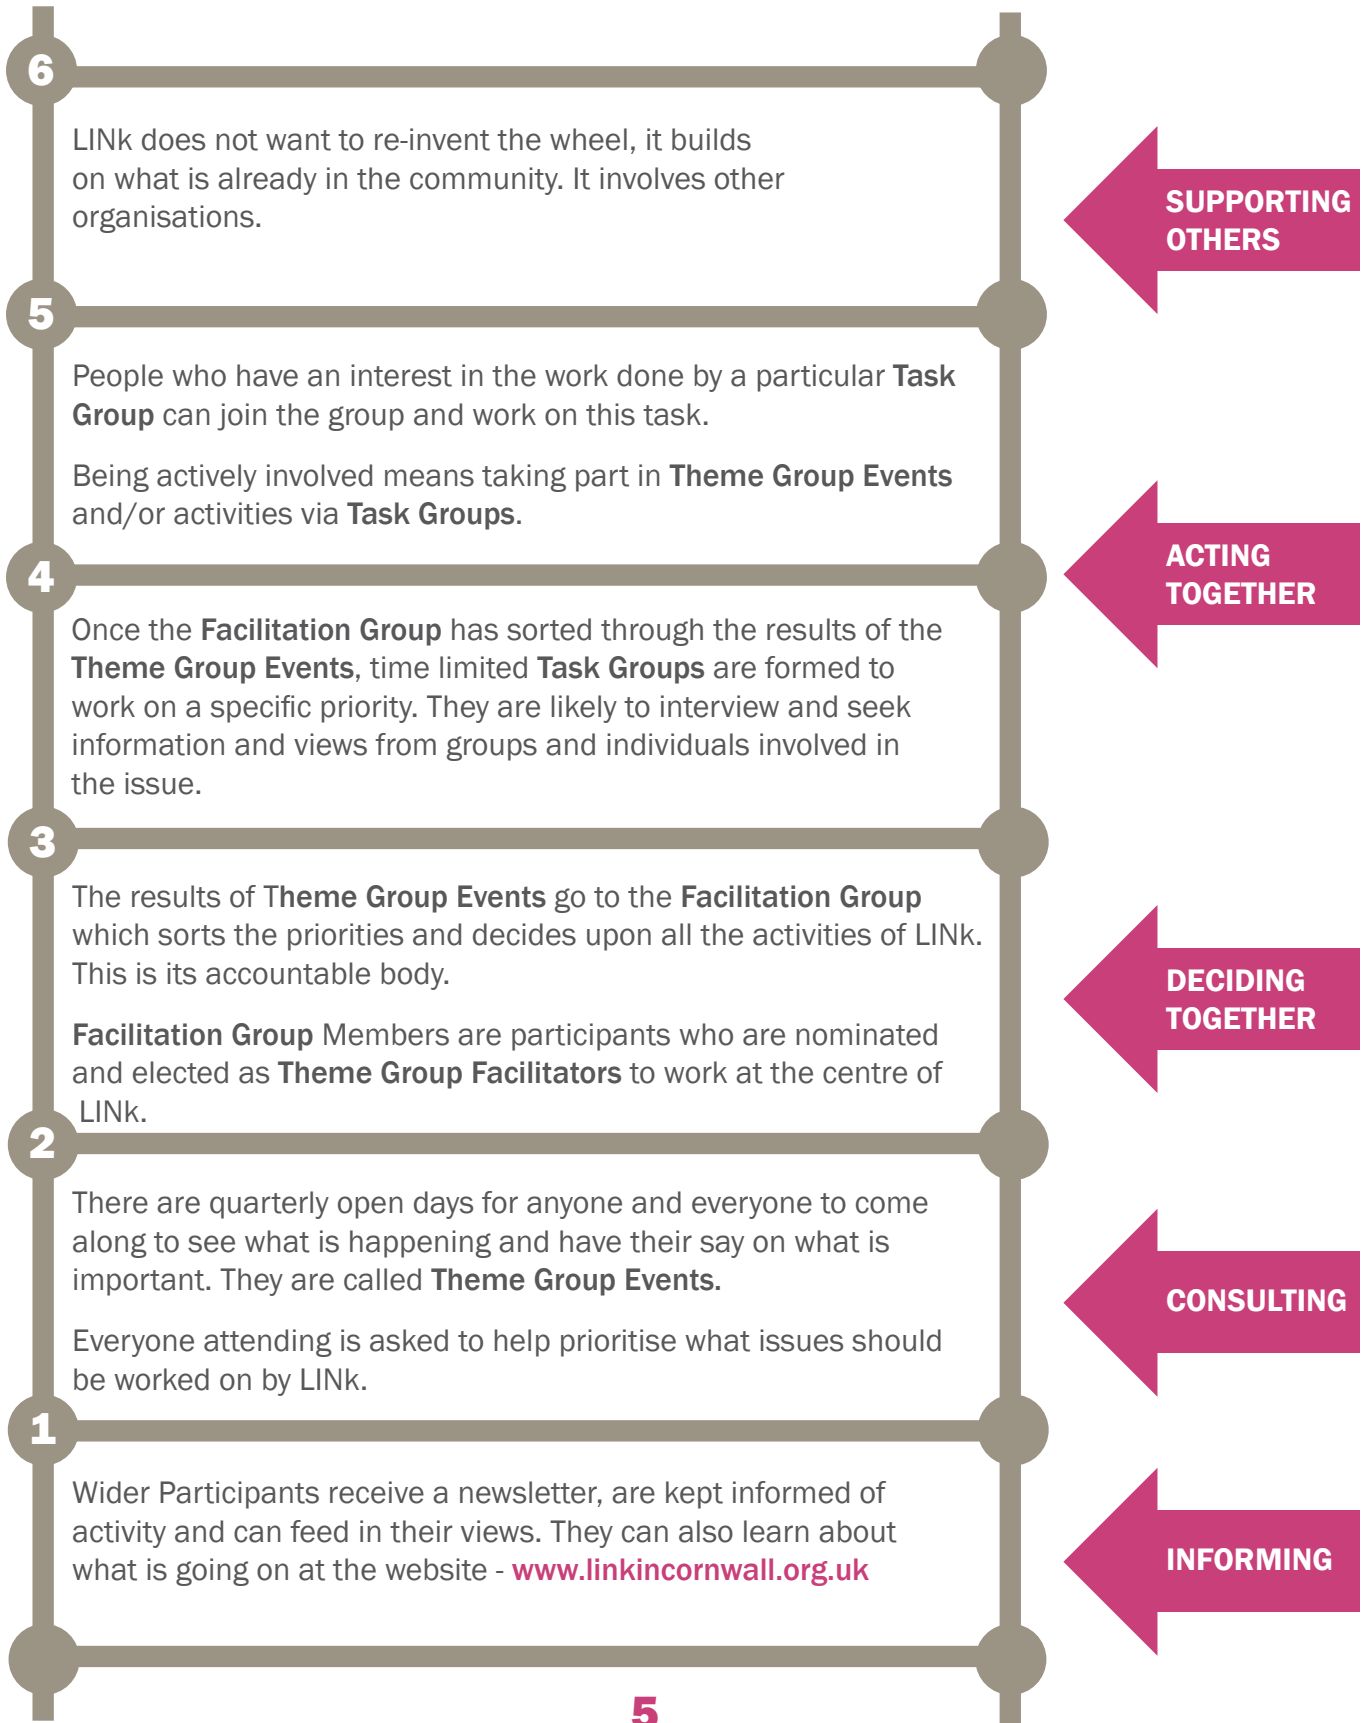 6
LINk does not want to re-invent the wheel, it builds
on what is already in the community. It involves other
organisations.
SUPPORTING
OTHERS
5
People who have an interest in the work done by a particular Task
Group can join the group and work on this task.
Being actively involved means taking part in Theme Group Events
and/or activities via Task Groups.
ACTING
TOGETHER
4
Once the Facilitation Group has sorted through the results of the
Theme Group Events, time limited Task Groups are formed to
work on a specific priority. They are likely to interview and seek
information and views from groups and individuals involved in
the issue.
3
The results of Theme Group Events go to the Facilitation Group
which sorts the priorities and decides upon all the activities of LINk.
This is its accountable body.
Facilitation Group Members are participants who are nominated
and elected as Theme Group Facilitators to work at the centre of
LINk.
DECIDING
TOGETHER
2
There are quarterly open days for anyone and everyone to come
along to see what is happening and have their say on what is
important. They are called Theme Group Events.
Everyone attending is asked to help prioritise what issues should
be worked on by LINk.
CONSULTING
1
Wider Participants receive a newsletter, are kept informed of
activity and can feed in their views. They can also learn about
what is going on at the website - www.linkincornwall.org.uk
INFORMING
5